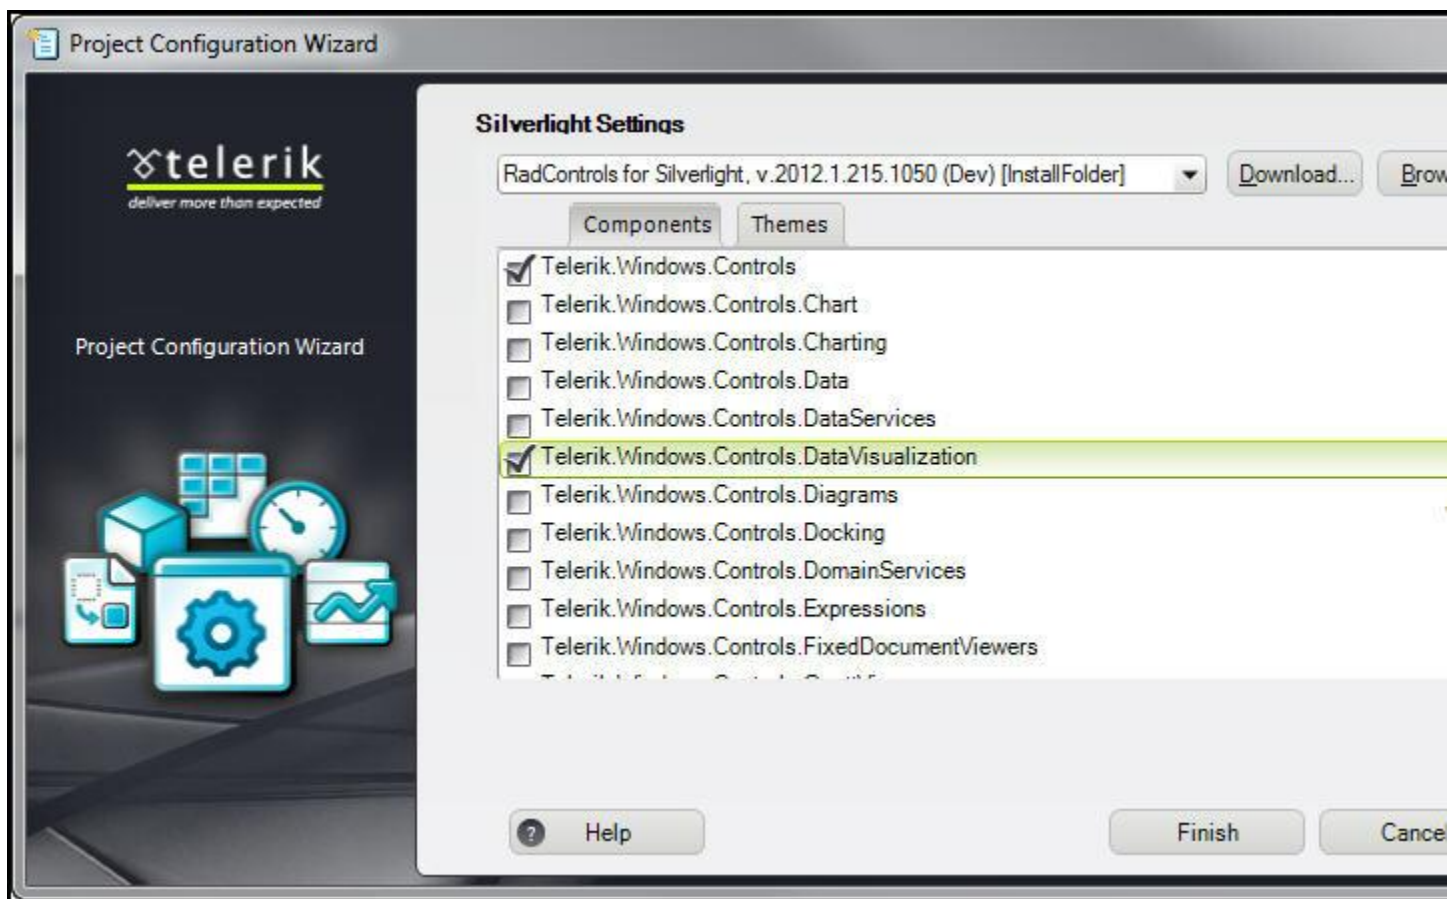 Project Configuration Wizard
telerik
deliver more than expected
Project Configuration Wizard
Silverlight Settings
RadControls for Silverlight, v.2012.1.215.1050 (Dev) [InstallFolder]
Download...
Brow
Components
Themes
Telerik.Windows.Controls
Telerik.Windows.Controls.Chart
Telerik.Windows.Controls.Charting
Telerik.Windows.Controls.Data
Telerik.Windows.Controls.DataServices
Telerik.Windows.Controls.DataVisualization
Telerik.Windows.Controls.Diagrams
Telerik.Windows.Controls.Docking
Telerik.Windows.Controls.DomainServices
Telerik.Windows.Controls.Expressions
Telerik.Windows.Controls.FixedDocumentViewers
? Help
Finish
Cancel